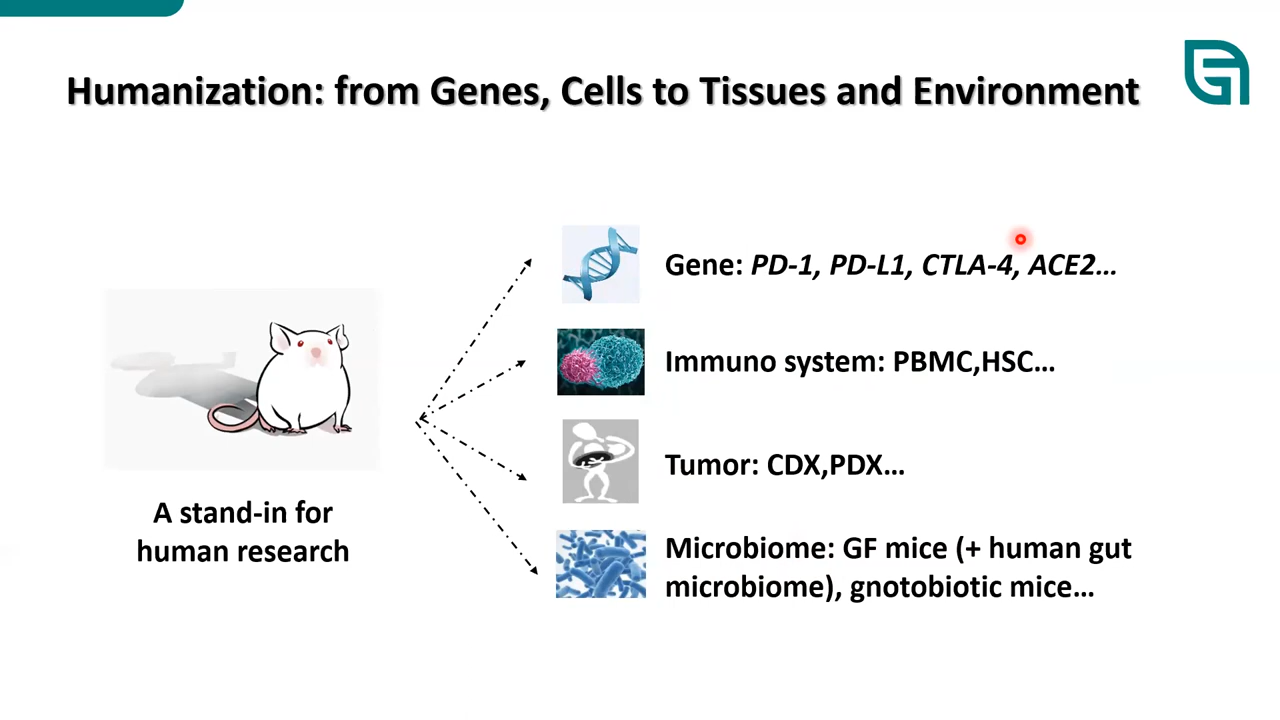 Humanization: from Genes, Cells to Tissues and Environment
Gene: PD-1, PD-L1, CTLA-4, ACE2...
Immuno system: PBMC,HSC...
Tumor: CDX,PDX...
A stand-in for
human research
Microbiome: GF mice (+ human gut
microbiome), gnotobiotic mice...